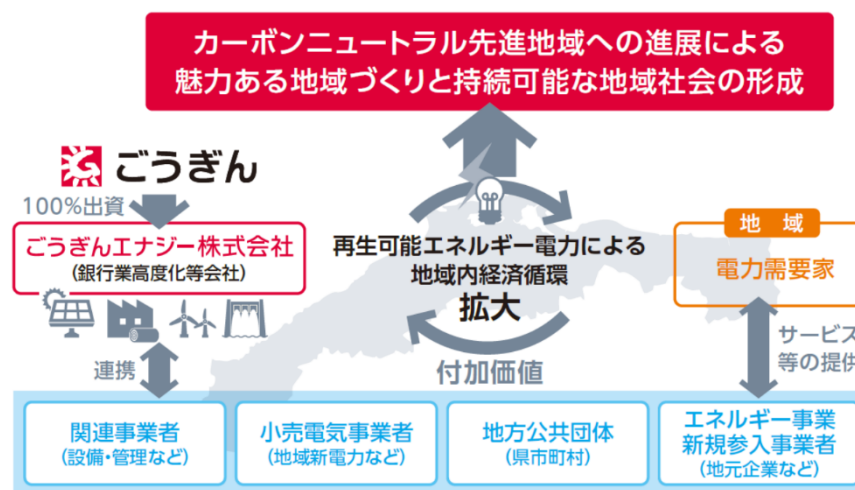 カーボンニュートラル先進地域への進展による
魅力ある地域づくりと持続可能な地域社会の形成
ごうぎん
100%出資
ごうぎんエナジー株式会社
(銀行業高度化等会社)
再生可能エネルギー電力による
地域内経済循環
拡大
地 域
電力需要家
連携
付加価値
サービス
等の提供
関連事業者
(設備・管理など)
小売電気事業者
(地域新電力など)
地方公共団体
(県市町村)
エネルギー事業
新規参入事業者
(地元企業など)